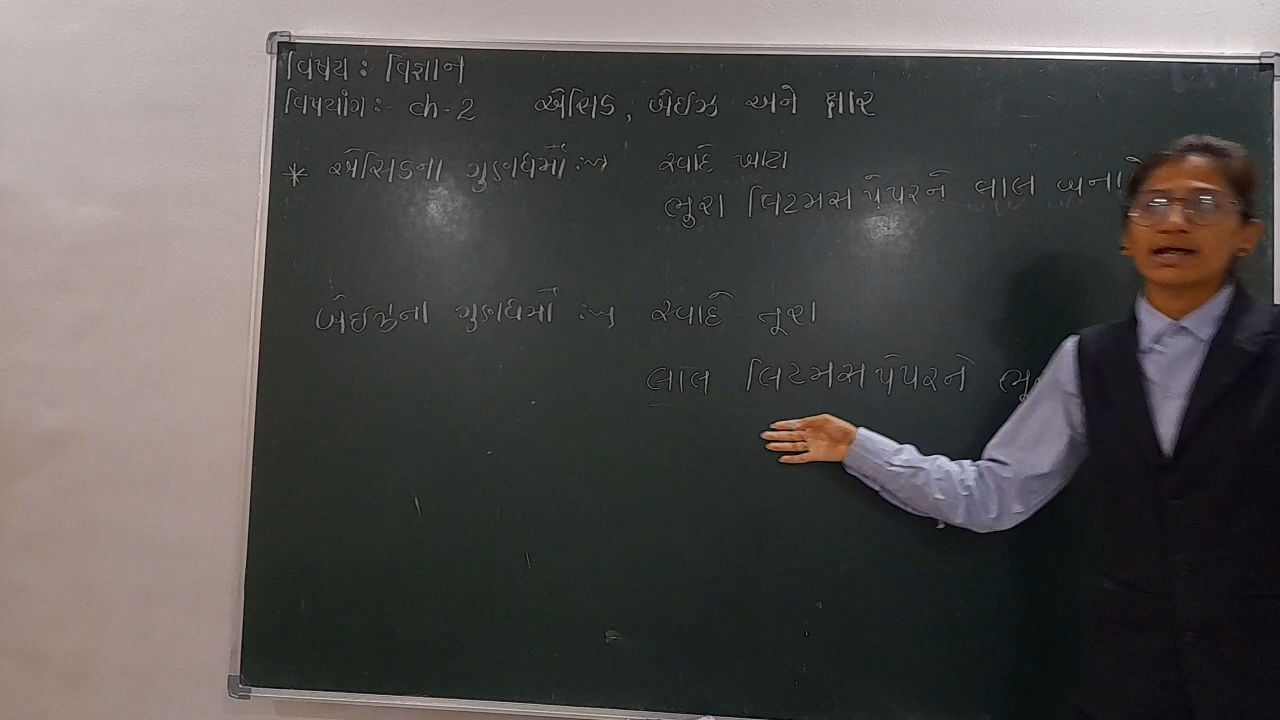 વિષય : વિજ્ઞાન
વિષયાંગ :- ch-2 એસિડ, બેઈઝ અને ક્ષાર
* એસિડના ગુણધર્મો :→ સ્વાદે ખાટા
ભૂરા લિટમસ પેપરને લાલ બનાવે
બેઈઝના ગુણધર્મો :→ સ્વાદે તૂરા
લાલ લિટમસ પેપરને